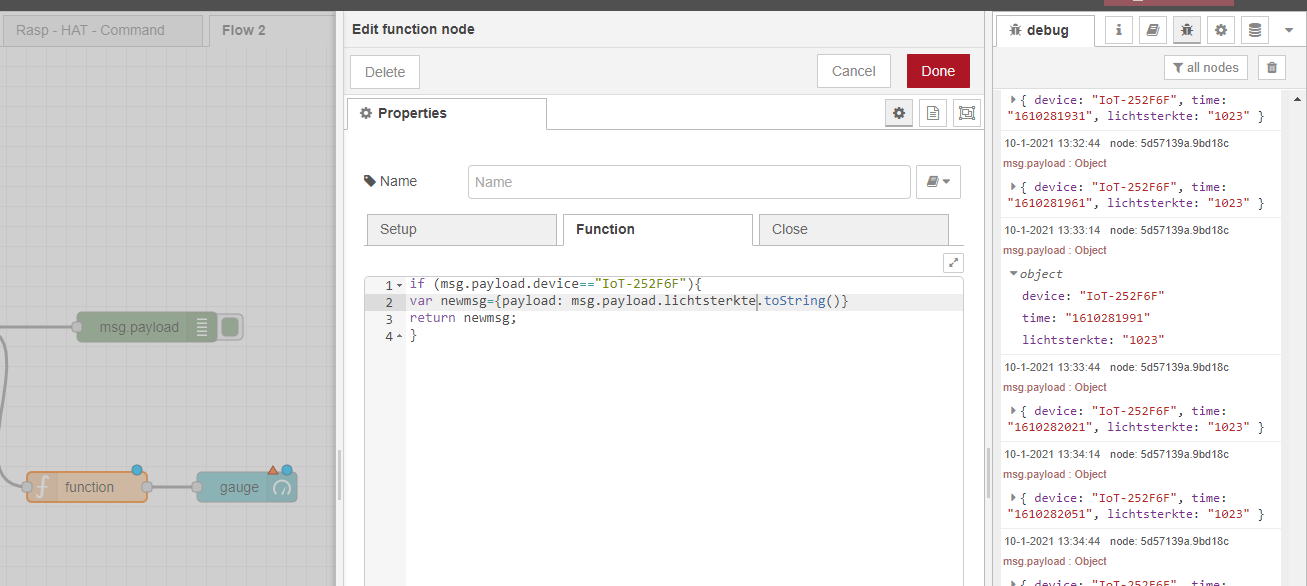 Rasp - HAT - Command
Flow 2
msg.payload
function
gauge
Edit function node
Delete
Cancel
Done
Properties
Name
Name
Setup
Function
Close
1
if (msg.payload.device=="IoT-252F6F"){
2
var newmsg={payload: msg.payload.lichtsterkte.toString()}
3
return newmsg;
4
}
debug
i
all nodes
{ device: "IoT-252F6F", time:
"1610281931", lichtsterkte: "1023" }
10-1-2021 13:32:44 node: 5d57139a.9bd18c
msg.payload : Object
{ device: "IoT-252F6F", time:
"1610281961", lichtsterkte: "1023" }
10-1-2021 13:33:14 node: 5d57139a.9bd18c
msg.payload : Object
object
device: "IoT-252F6F"
time: "1610281991"
lichtsterkte: "1023"
10-1-2021 13:33:44 node: 5d57139a.9bd18c
msg.payload : Object
{ device: "IoT-252F6F", time:
"1610282021", lichtsterkte: "1023" }
10-1-2021 13:34:14 node: 5d57139a.9bd18c
msg.payload : Object
{ device: "IoT-252F6F", time:
"1610282051", lichtsterkte: "1023" }
10-1-2021 13:34:44 node: 5d57139a.9bd18c
msg.payload : Object
{ device: "IoT-252F6F", time: